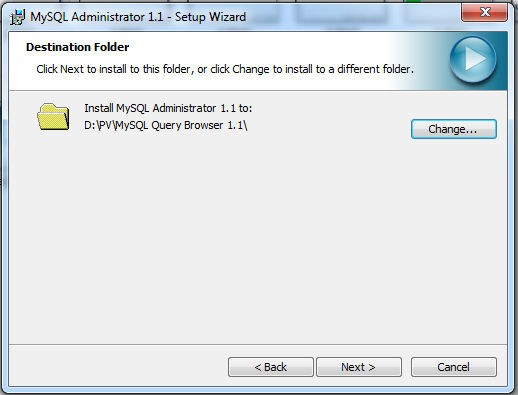 MySQL Administrator 1.1 - Setup Wizard
Destination Folder
Click Next to install to this folder, or click Change to install to a different folder.
Install MySQL Administrator 1.1 to:
D:\PV\MySQL Query Browser 1.1\
Change...
< Back
Next >
Cancel